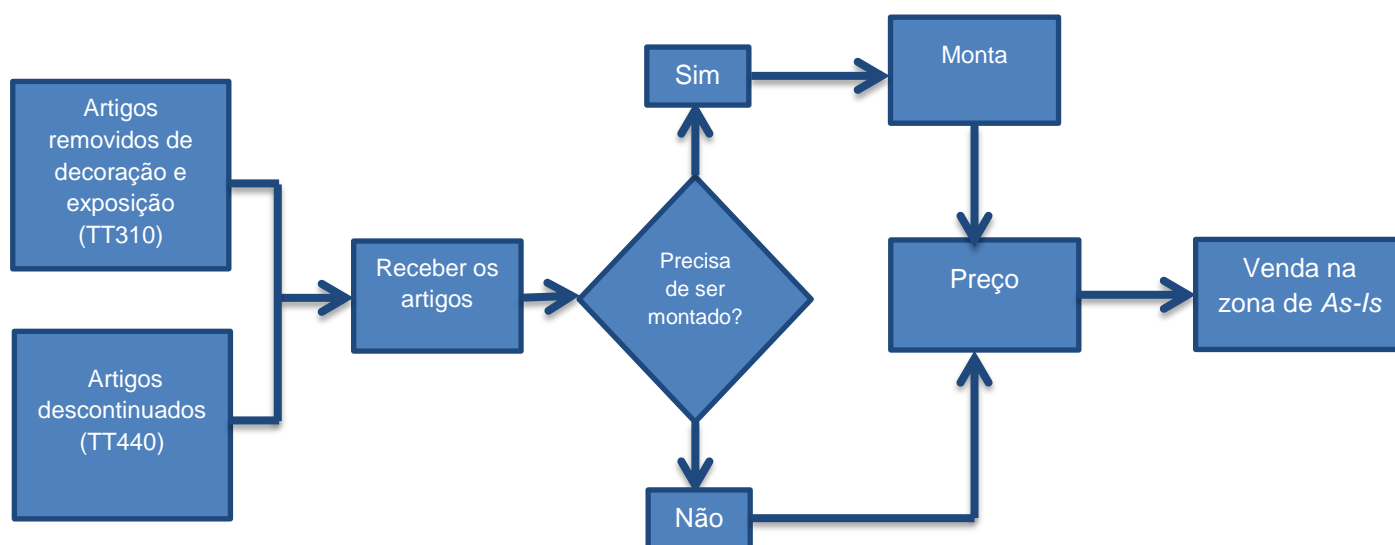 Artigos
removidos de
decoração e
exposição
(TT310)
Artigos
descontinuados
(TT440)
Receber os
artigos
Precisa
de ser
montado?
Sim
Monta
Não
Preço
Venda na
zona de As-Is